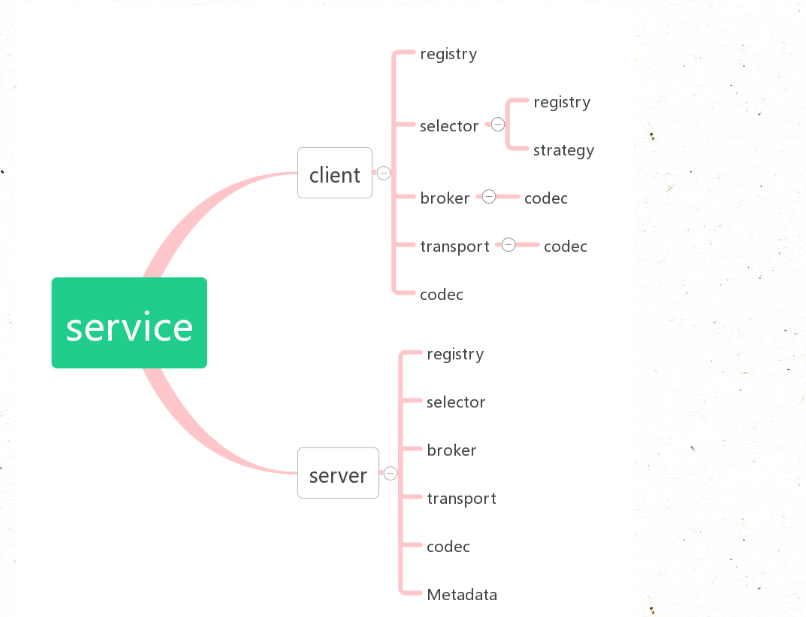 service
client
registry
selector
registry
strategy
broker
codec
transport
codec
codec
server
registry
selector
broker
transport
codec
Metadata